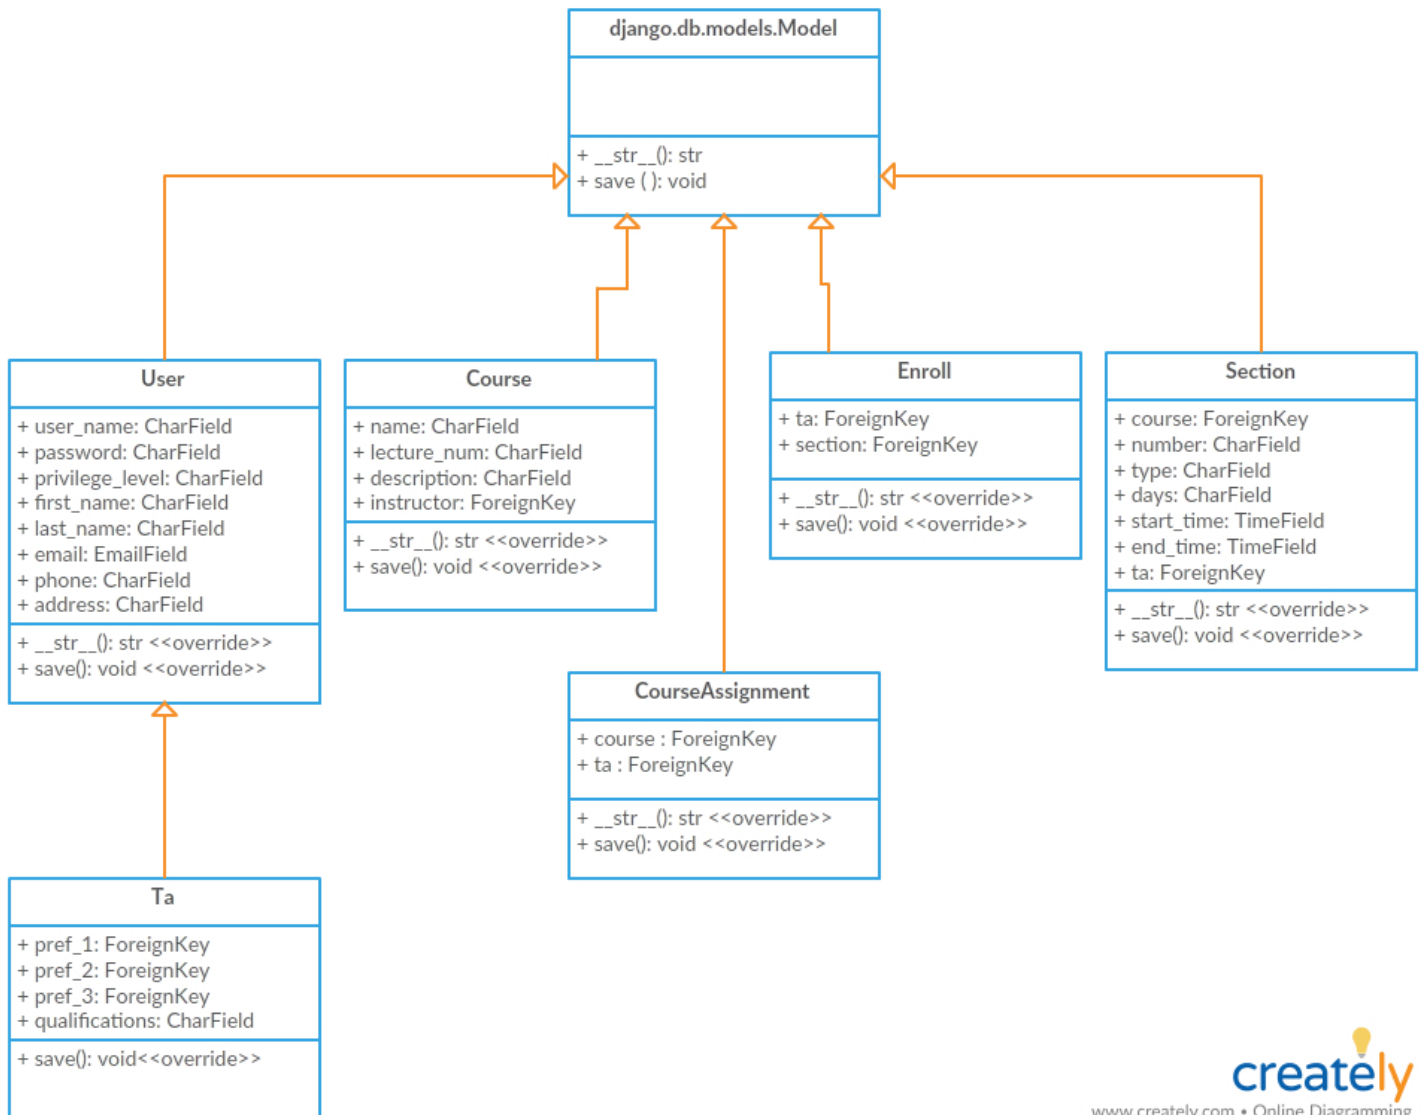 django.db.models.Model
+ __str__(): str
+ save ( ): void
User
+ user_name: CharField
+ password: CharField
+ privilege_level: CharField
+ first_name: CharField
+ last_name: CharField
+ email: EmailField
+ phone: CharField
+ address: CharField
+ __str__(): str <<override>>
+ save(): void <<override>>
Course
+ name: CharField
+ lecture_num: CharField
+ description: CharField
+ instructor: ForeignKey
+ __str__(): str <<override>>
+ save(): void <<override>>
Enroll
+ ta: ForeignKey
+ section: ForeignKey
+ __str__(): str <<override>>
+ save(): void <<override>>
Section
+ course: ForeignKey
+ number: CharField
+ type: CharField
+ days: CharField
+ start_time: TimeField
+ end_time: TimeField
+ ta: ForeignKey
+ __str__(): str <<override>>
+ save(): void <<override>>
CourseAssignment
+ course : ForeignKey
+ ta : ForeignKey
+ __str__(): str <<override>>
+ save(): void <<override>>
Ta
+ pref_1: ForeignKey
+ pref_2: ForeignKey
+ pref_3: ForeignKey
+ qualifications: CharField
+ save(): void<<override>>
creately
www.creately.com • Online Diagramming